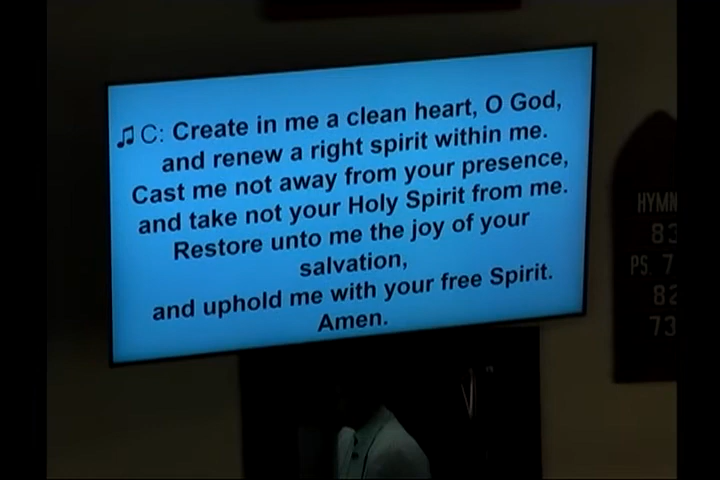 ♫ C: Create in me a clean heart, O God,
and renew a right spirit within me.
Cast me not away from your presence,
and take not your Holy Spirit from me.
Restore unto me the joy of your
salvation,
and uphold me with your free Spirit.
Amen.
HYMN
83
PS. 7
82
73